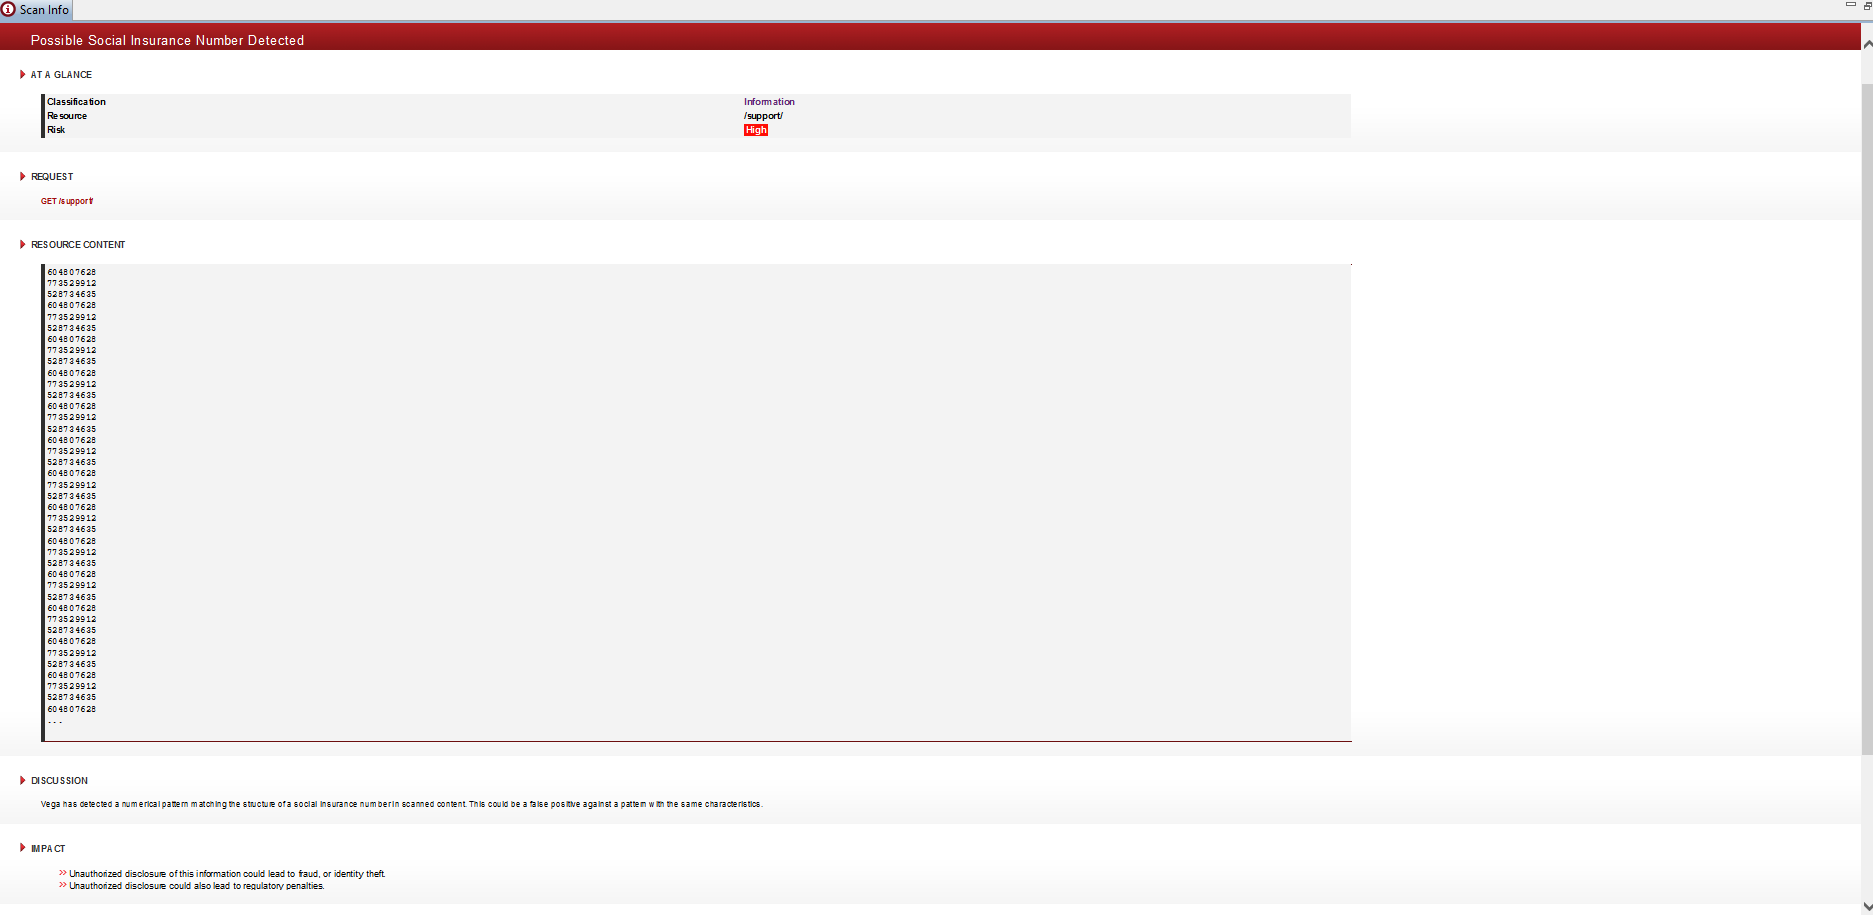 Scan Info
Possible Social Insurance Number Detected
AT A GLANCE
Classification Information
Resource /support/
Risk High
REQUEST
GET /support/
RESOURCE CONTENT
604807628
773529912
528734635
604807628
773529912
528734635
604807628
773529912
528734635
604807628
773529912
528734635
604807628
773529912
528734635
604807628
773529912
528734635
604807628
773529912
528734635
604807628
773529912
528734635
604807628
773529912
528734635
604807628
773529912
528734635
604807628
773529912
528734635
604807628
773529912
528734635
604807628
773529912
528734635
604807628
...
DISCUSSION
Vega has detected a numerical pattern matching the structure of a social insurance number in scanned content. This could be a false positive against a pattern with the same characteristics.
IMPACT
>> Unauthorized disclosure of this information could lead to fraud, or identity theft.
>> Unauthorized disclosure could also lead to regulatory penalties.